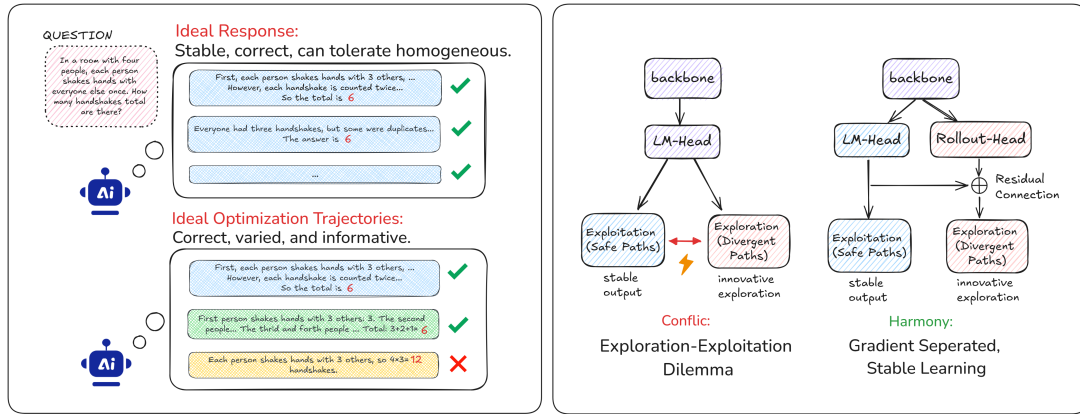 QUESTION
In a room with four
people, each person
shakes hands with
everyone else once. How
many handshakes total
are there?
Ai
Ideal Response:
Stable, correct, can tolerate homogeneous.
First, each person shakes hands with 3 others, ...
However, each handshake is counted twice...
So the total is 6
Everyone had three handshakes, but some were duplicates...
The answer is 6
...
Ideal Optimization Trajectories:
Correct, varied, and informative.
Ai
First, each person shakes hands with 3 others, ...
However, each handshake is counted twice...
So the total is 6
First person shakes hands with 3 others: 3. The second
people... The thrid and forth people ... Total: 3+2+1= 6
Each person shakes hands with 3 others, so 4×3= 12
handshakes.
backbone
LM-Head
Exploitation
(Safe Paths)
Exploration
(Divergent
Paths)
stable
output
innovative
exploration
Conflic:
Exploration-Exploitation
Dilemma
backbone
LM-Head
Rollout-Head
Residual
Connection
Exploitation
(Safe Paths)
Exploration
(Divergent
Paths)
stable
output
innovative
exploration
Harmony:
Gradient Seperated,
Stable Learning